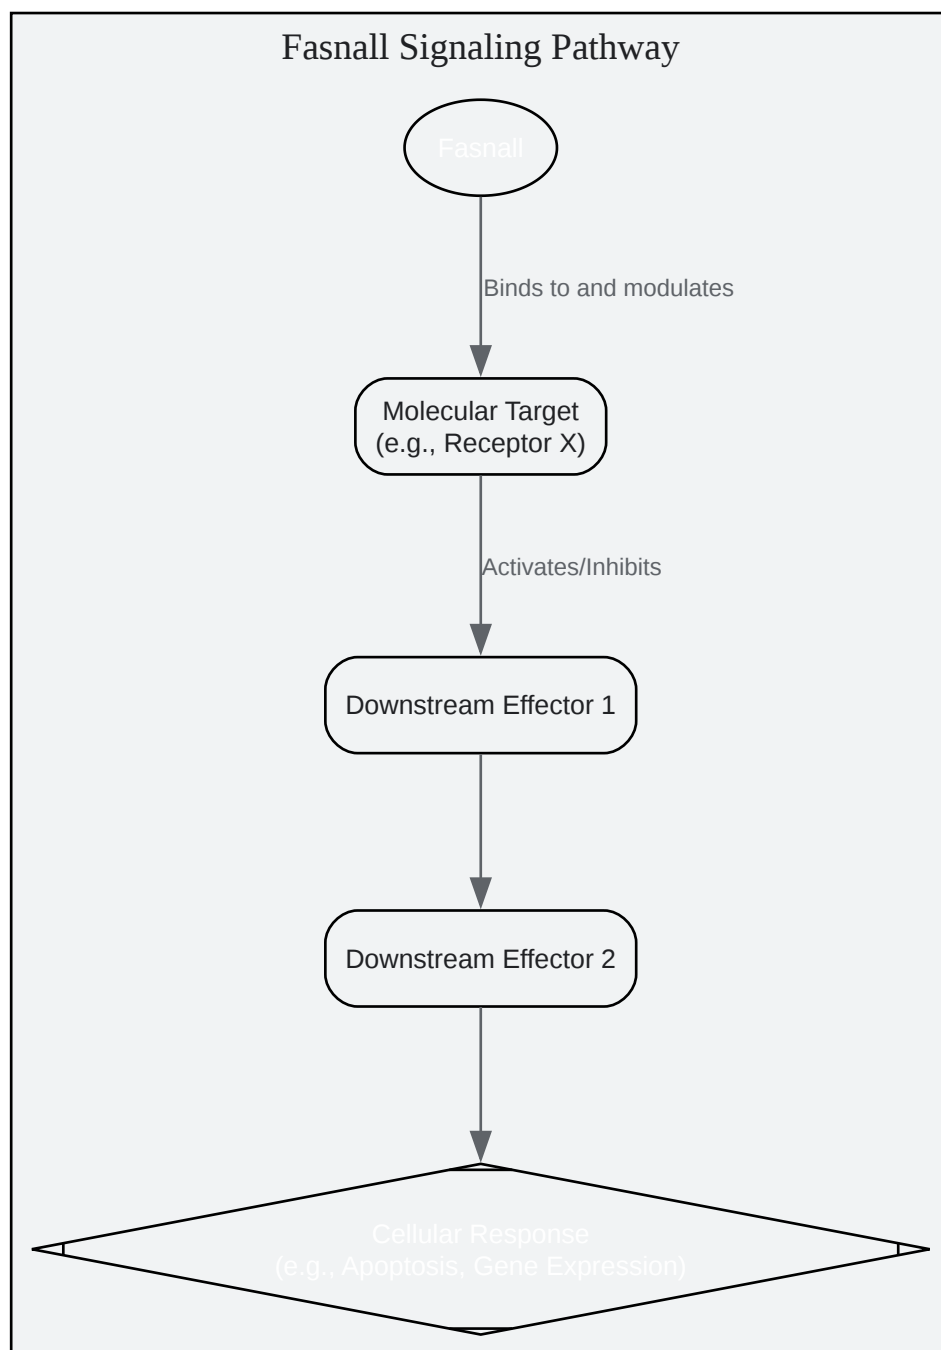 Fasnall Signaling Pathway
Fasnall
Binds to and modulates
Molecular Target
(e.g., Receptor X)
Activates/Inhibits
Downstream Effector 1
Downstream Effector 2
Cellular Response
(e.g., Apoptosis, Gene Expression)